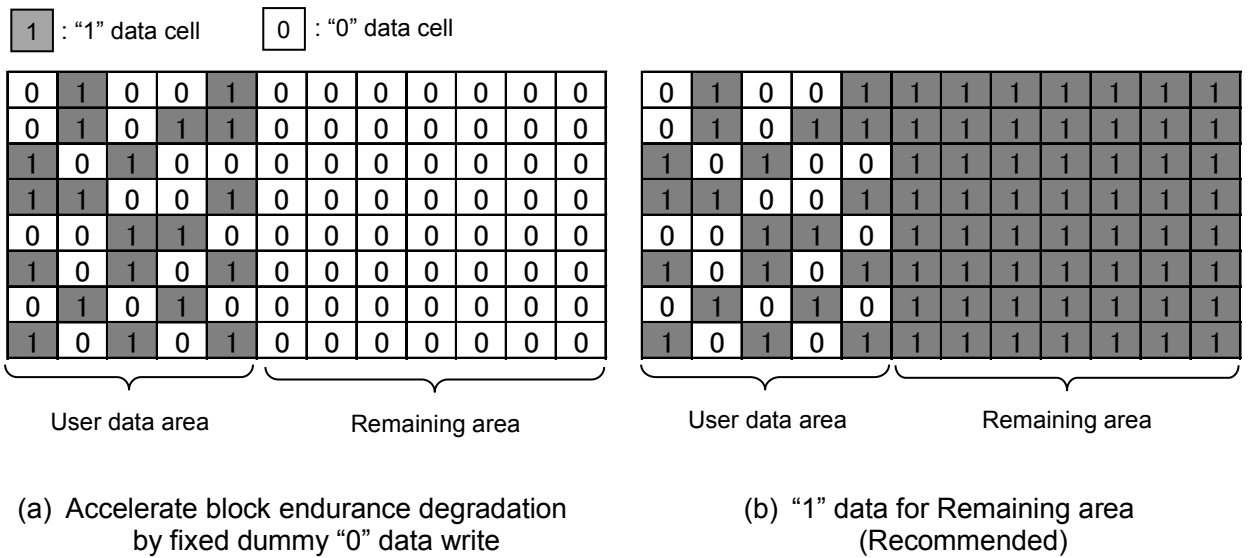 1 : “1” data cell 0 : “0” data cell
0 1 0 0 1 0 0 0 0 0 0 0 0 1 0 0 1 1 1 1 1 1 1 1
0 1 0 1 1 0 0 0 0 0 0 0 0 1 0 1 1 1 1 1 1 1 1 1
1 0 1 0 0 0 0 0 0 0 0 0 1 0 1 0 0 1 1 1 1 1 1 1
1 1 0 0 1 0 0 0 0 0 0 0 1 1 0 0 1 1 1 1 1 1 1 1
0 0 1 1 0 0 0 0 0 0 0 0 0 0 1 1 0 1 1 1 1 1 1 1
1 0 1 0 1 0 0 0 0 0 0 0 1 0 1 0 1 1 1 1 1 1 1 1
0 1 0 1 0 0 0 0 0 0 0 0 0 1 0 1 0 1 1 1 1 1 1 1
1 0 1 0 1 0 0 0 0 0 0 0 1 0 1 0 1 1 1 1 1 1 1 1
User data area Remaining area User data area Remaining area
(a) Accelerate block endurance degradation
by fixed dummy “0” data write
(b) “1” data for Remaining area
(Recommended)